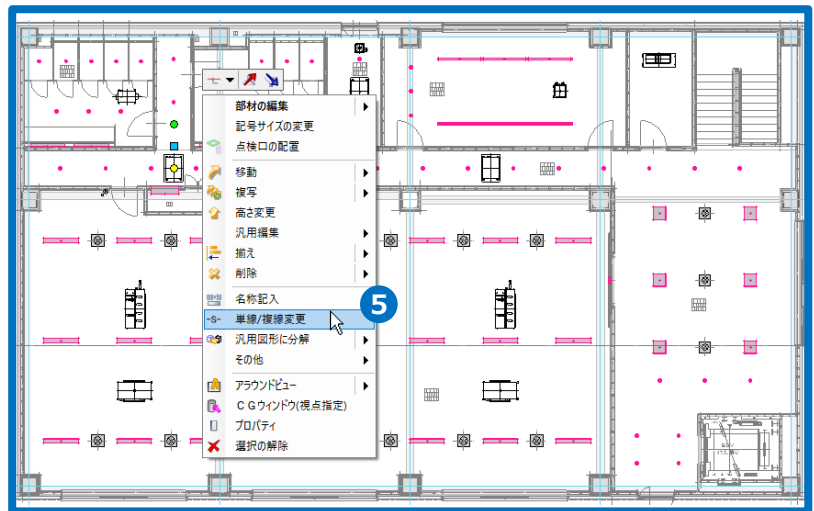 部材の編集
記号サイズの変更
点検口の配置
移動
複写
高さ変更
汎用編集
揃え
削除
名称記入
-S- 単線/複線変更
5
汎用図形に分解
その他
アラウンドビュー
ＣＧウィンドウ(視点指定)
プロパティ
選択の解除